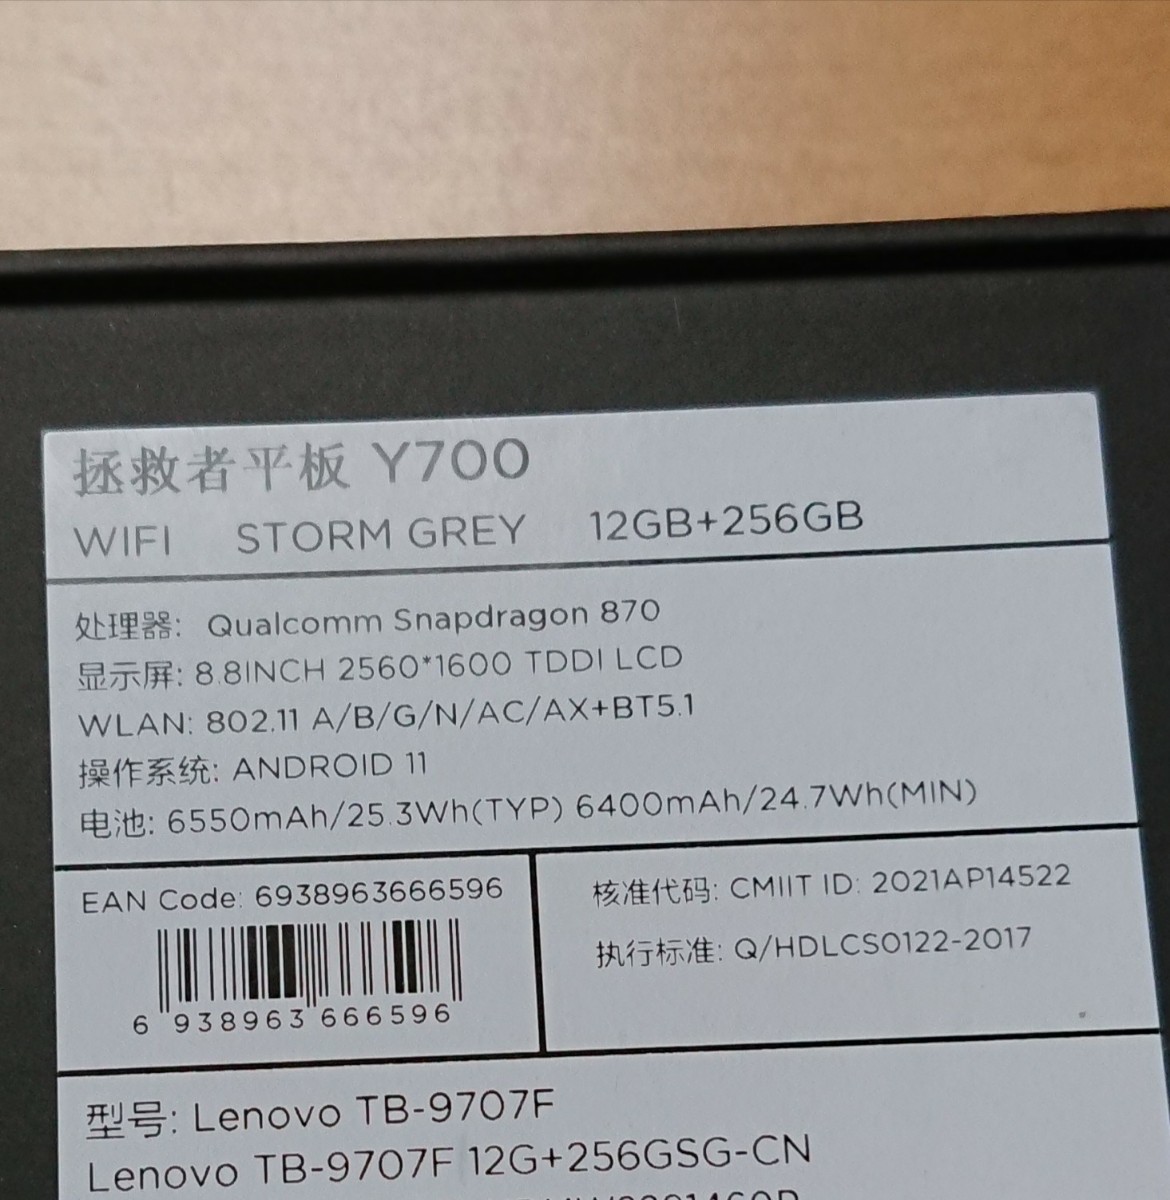 拯救者平板 Y700
WIFI STORM GREY 12GB+256GB
处理器: Qualcomm Snapdragon 870
显示屏: 8.8INCH 2560*1600 TDDI LCD
WLAN: 802.11 A/B/G/N/AC/AX+BT5.1
操作系统: ANDROID 11
电池: 6550mAh/25.3Wh(TYP) 6400mAh/24.7Wh(MIN)
EAN Code: 6938963666596
6 938963 666596
核准代码: CMIIT ID: 2021AP14522
执行标准: Q/HDLCS0122-2017
型号: Lenovo TB-9707F
Lenovo TB-9707F 12G+256GSG-CN